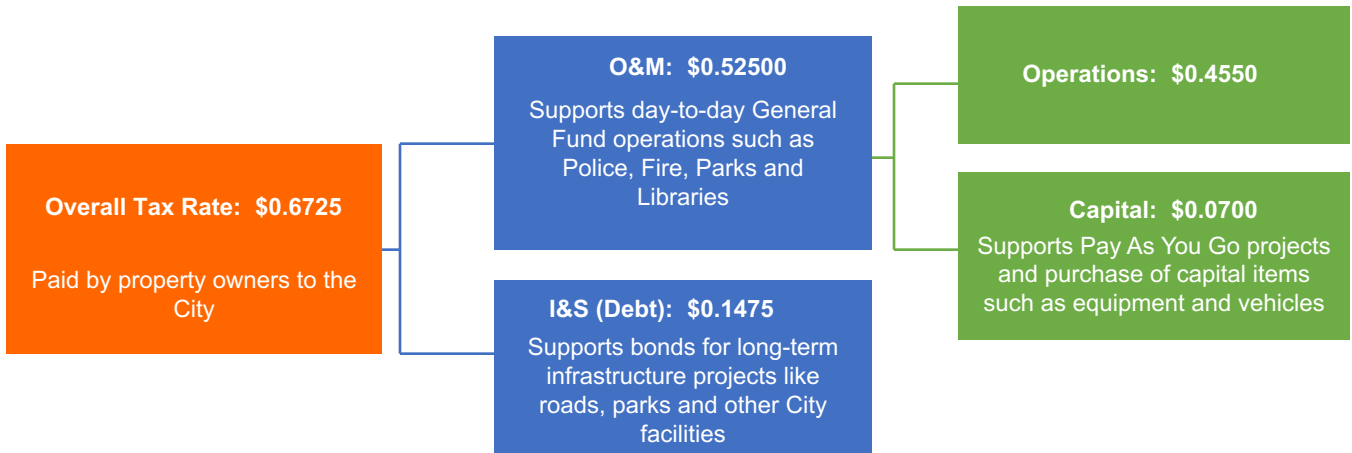 Overall Tax Rate: $0.6725
Paid by property owners to the
City
O&M: $0.52500
Supports day-to-day General
Fund operations such as
Police, Fire, Parks and
Libraries
I&S (Debt): $0.1475
Supports bonds for long-term
infrastructure projects like
roads, parks and other City
facilities
Operations: $0.4550
Capital: $0.0700
Supports Pay As You Go projects
and purchase of capital items
such as equipment and vehicles